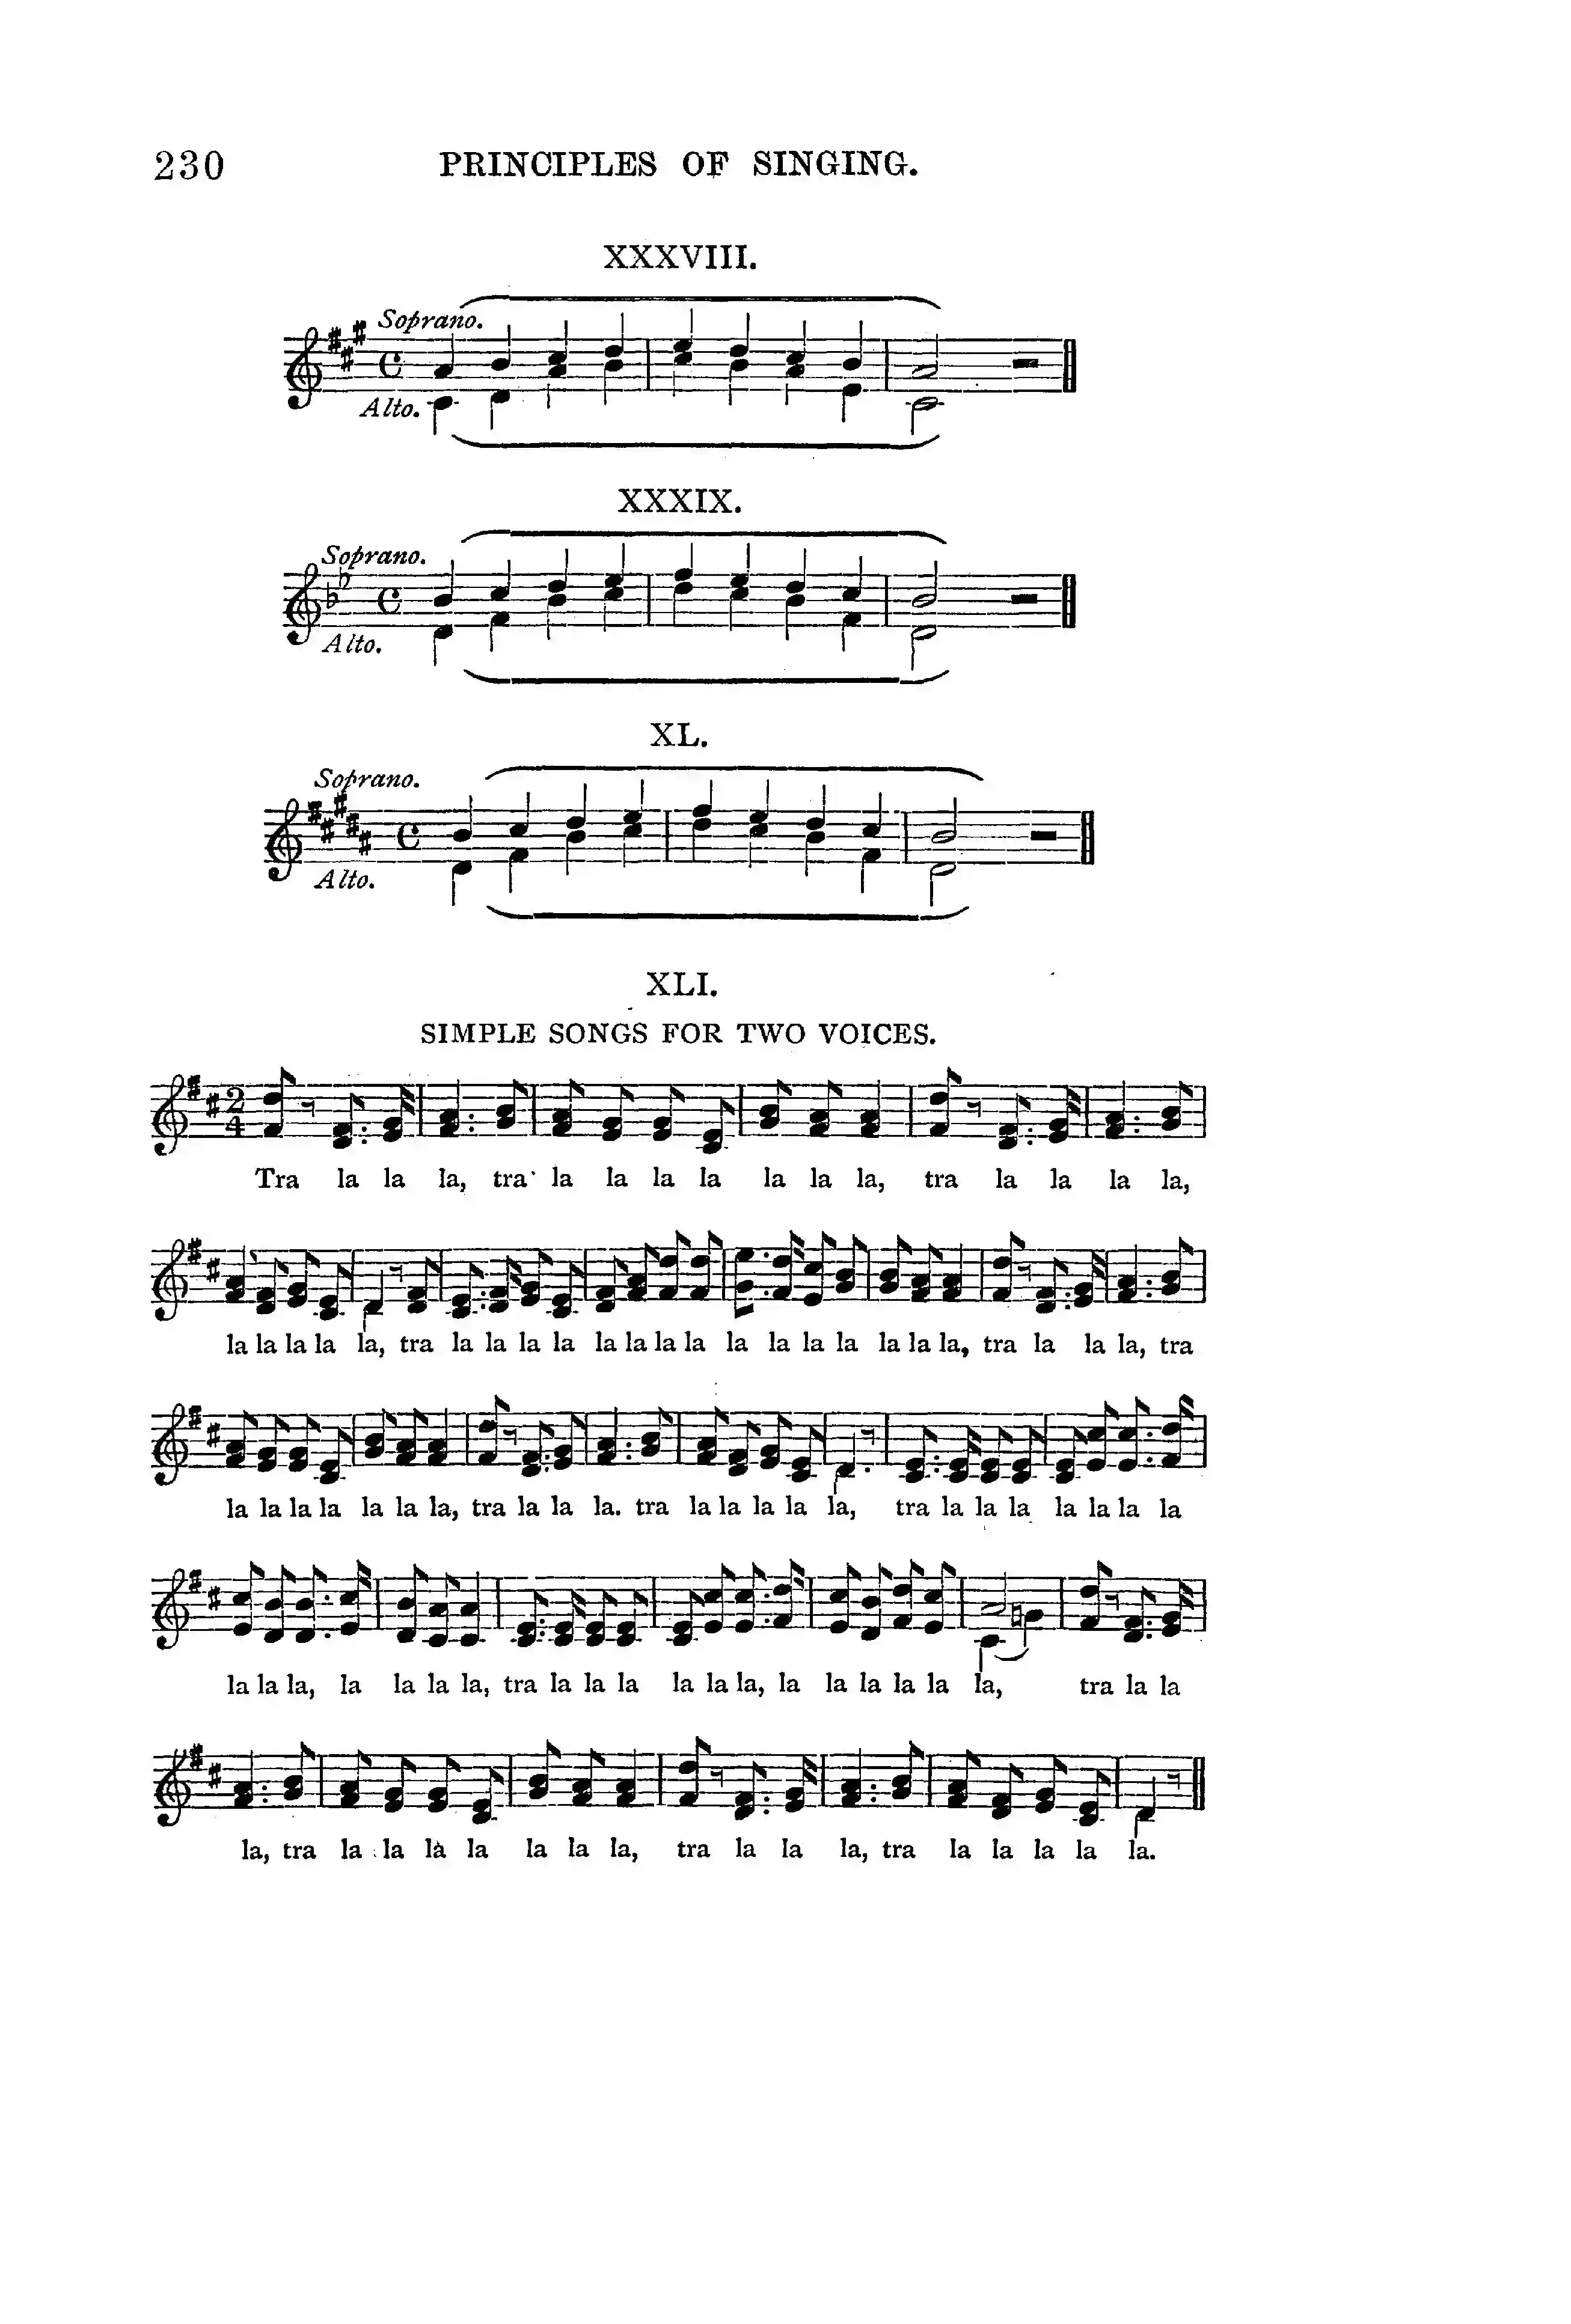 230 PRINCIPLES OF SINGING.
XXXVIII.
Soprano.
Alto.
XXXIX.
Soprano.
Alto.
XL.
Soprano.
Alto.
XLI.
SIMPLE SONGS FOR TWO VOICES.
2
4
Tra la la la, tra la la la la la la la, tra la la la la,
la la la la la, tra la la la la la la la la la la la la la la la, tra la la la, tra
la la la la la la la, tra la la la. tra la la la la la, tra la la la la la la la
la la la, la la la la, tra la la la la la la, la la la la la la, tra la la
la, tra la la là la la la la, tra la la la, tra la la la la la.